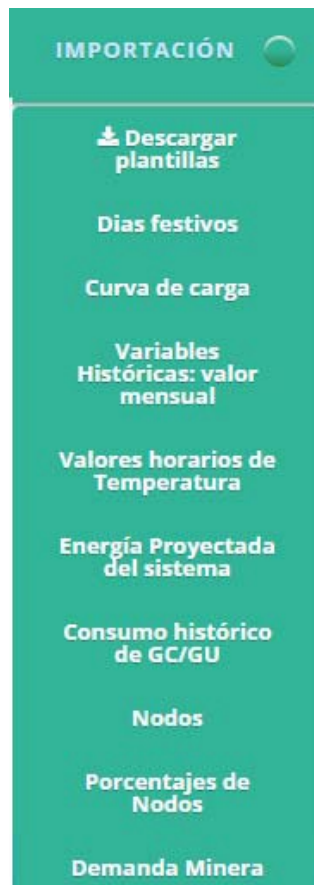 IMPORTACIÓN
Descargar
plantillas
Dias festivos
Curva de carga
Variables
Históricas: valor
mensual
Valores horarios de
Temperatura
Energía Proyectada
del sistema
Consumo histórico
de GC/GU
Nodos
Porcentajes de
Nodos
Demanda Minera